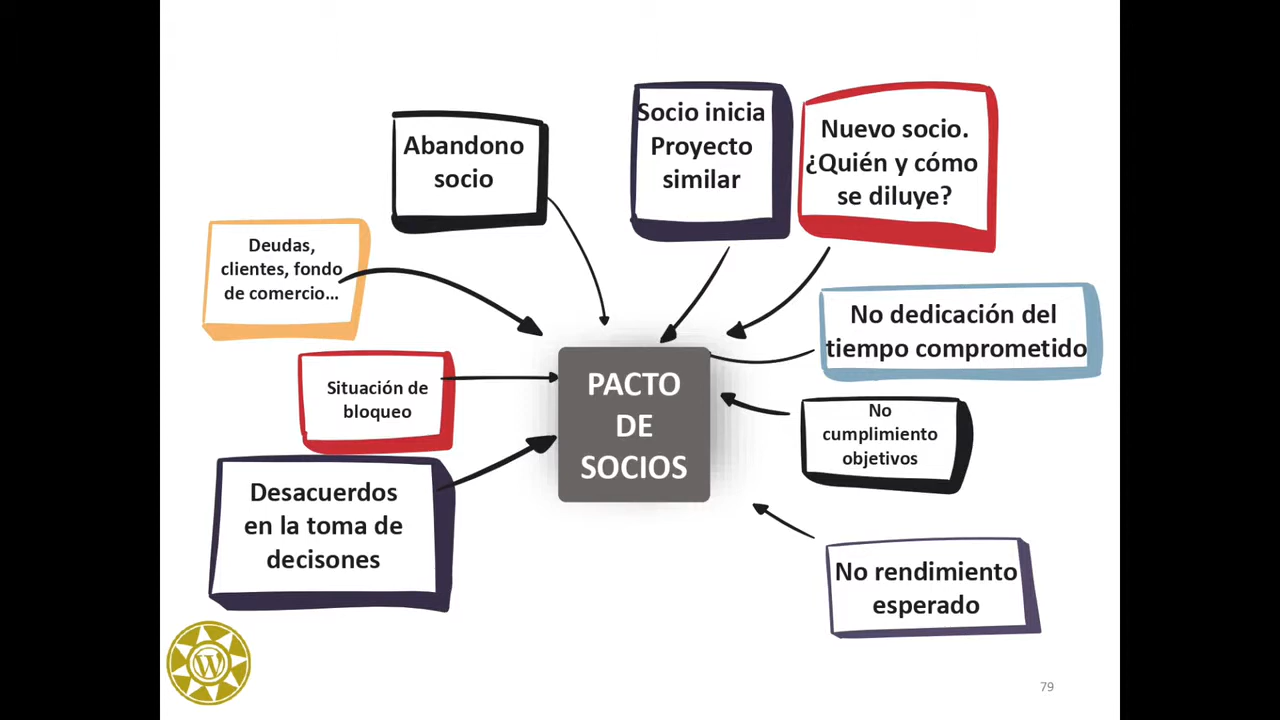 Abandono
socio
Socio inicia
Proyecto
similar
Nuevo socio.
¿Quién y cómo
se diluye?
Deudas,
clientes, fondo
de comercio...
No dedicación del
tiempo comprometido
Situación de
bloqueo
PACTO
DE
SOCIOS
No
cumplimiento
objetivos
Desacuerdos
en la toma de
decisones
No rendimiento
esperado
W
79